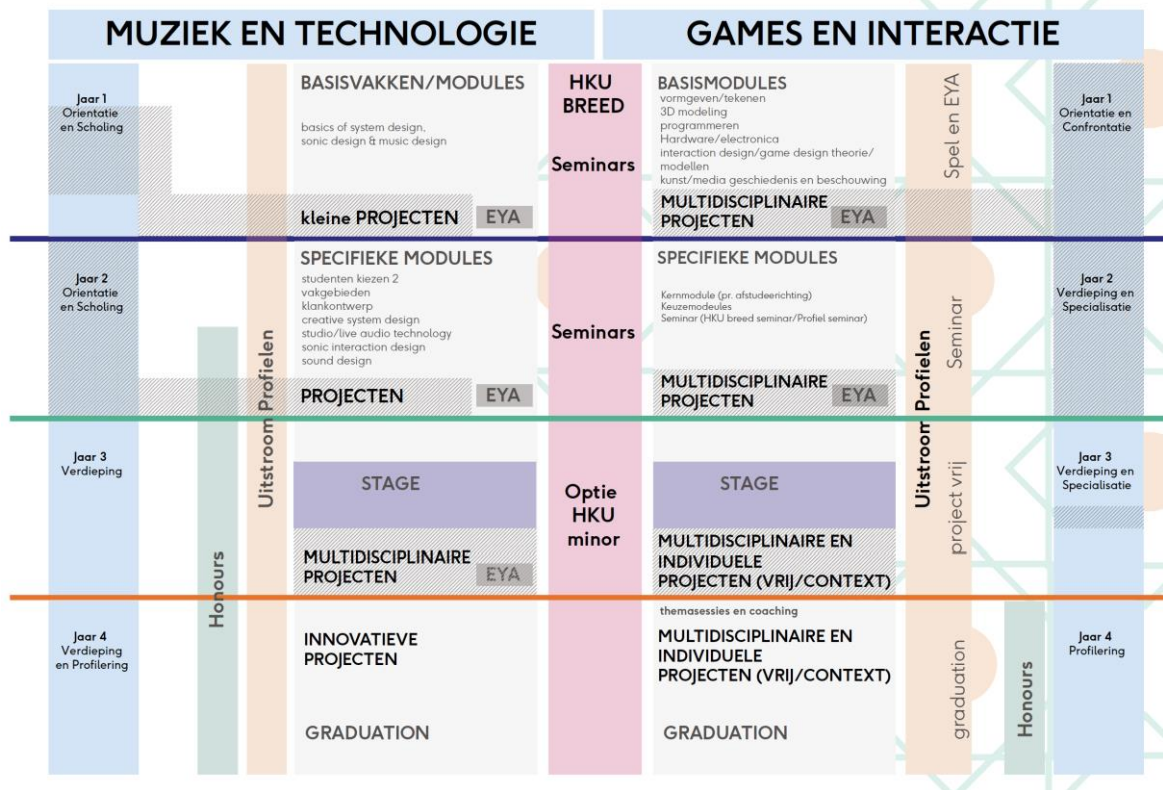 MUZIEK EN TECHNOLOGIE
GAMES EN INTERACTIE
Jaar 1
Orientatie
en Scholing
BASISVAKKEN/MODULES
basics of system design,
sonic design & music design
kleine PROJECTEN
EYA
HKU
BREED
Seminars
BASISMODULES
vormgeven/tekenen
3D modeling
programmeren
Hardware/electronica
interaction design/game design theorie/
modellen
kunst/media geschiedenis en beschouwing
MULTIDISCIPLINAIRE
PROJECTEN
EYA
Spel en EYA
Jaar 1
Orientatie en
Confrontatie
Jaar 2
Orientatie
en Scholing
Uitstroom Profielen
SPECIFIEKE MODULES
studenten kiezen 2
vakgebieden
klankontwerp
creative system design
studio/live audio technology
sonic interaction design
sound design
PROJECTEN
EYA
Seminars
SPECIFIEKE MODULES
Kernmodule (pr. afstudeerichting)
Keuzemodeules
Seminar (HKU breed seminar/Profiel seminar)
MULTIDISCIPLINAIRE
PROJECTEN
EYA
Uitstroom Profielen
Seminar
Jaar 2
Verdieping en
Specialisatie
Jaar 3
Verdieping
Honours
STAGE
MULTIDISCIPLINAIRE
PROJECTEN
EYA
Optie
HKU
minor
STAGE
MULTIDISCIPLINAIRE EN
INDIVIDUELE
PROJECTEN (VRIJ/CONTEXT)
project vrij
Jaar 3
Verdieping en
Specialisatie
Jaar 4
Verdieping
en Profilering
INNOVATIEVE
PROJECTEN
GRADUATION
themasessies en coaching
MULTIDISCIPLINAIRE EN
INDIVIDUELE
PROJECTEN (VRIJ/CONTEXT)
GRADUATION
graduation
Honours
Jaar 4
Profilering